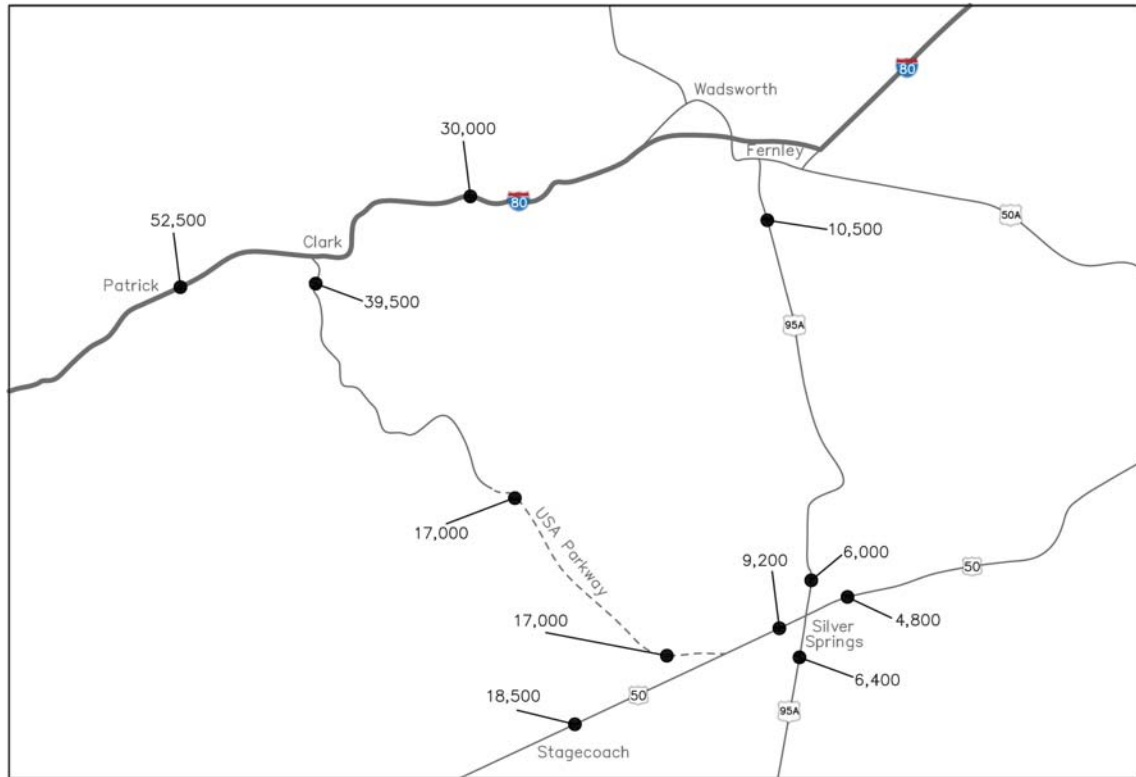 80
Wadsworth
30,000
Fernley
80
52,500
50A
Clark
10,500
Patrick
39,500
95A
17,000
USA Parkway
9,200
6,000
50
17,000
Silver
Springs
4,800
6,400
18,500
50
95A
Stagecoach